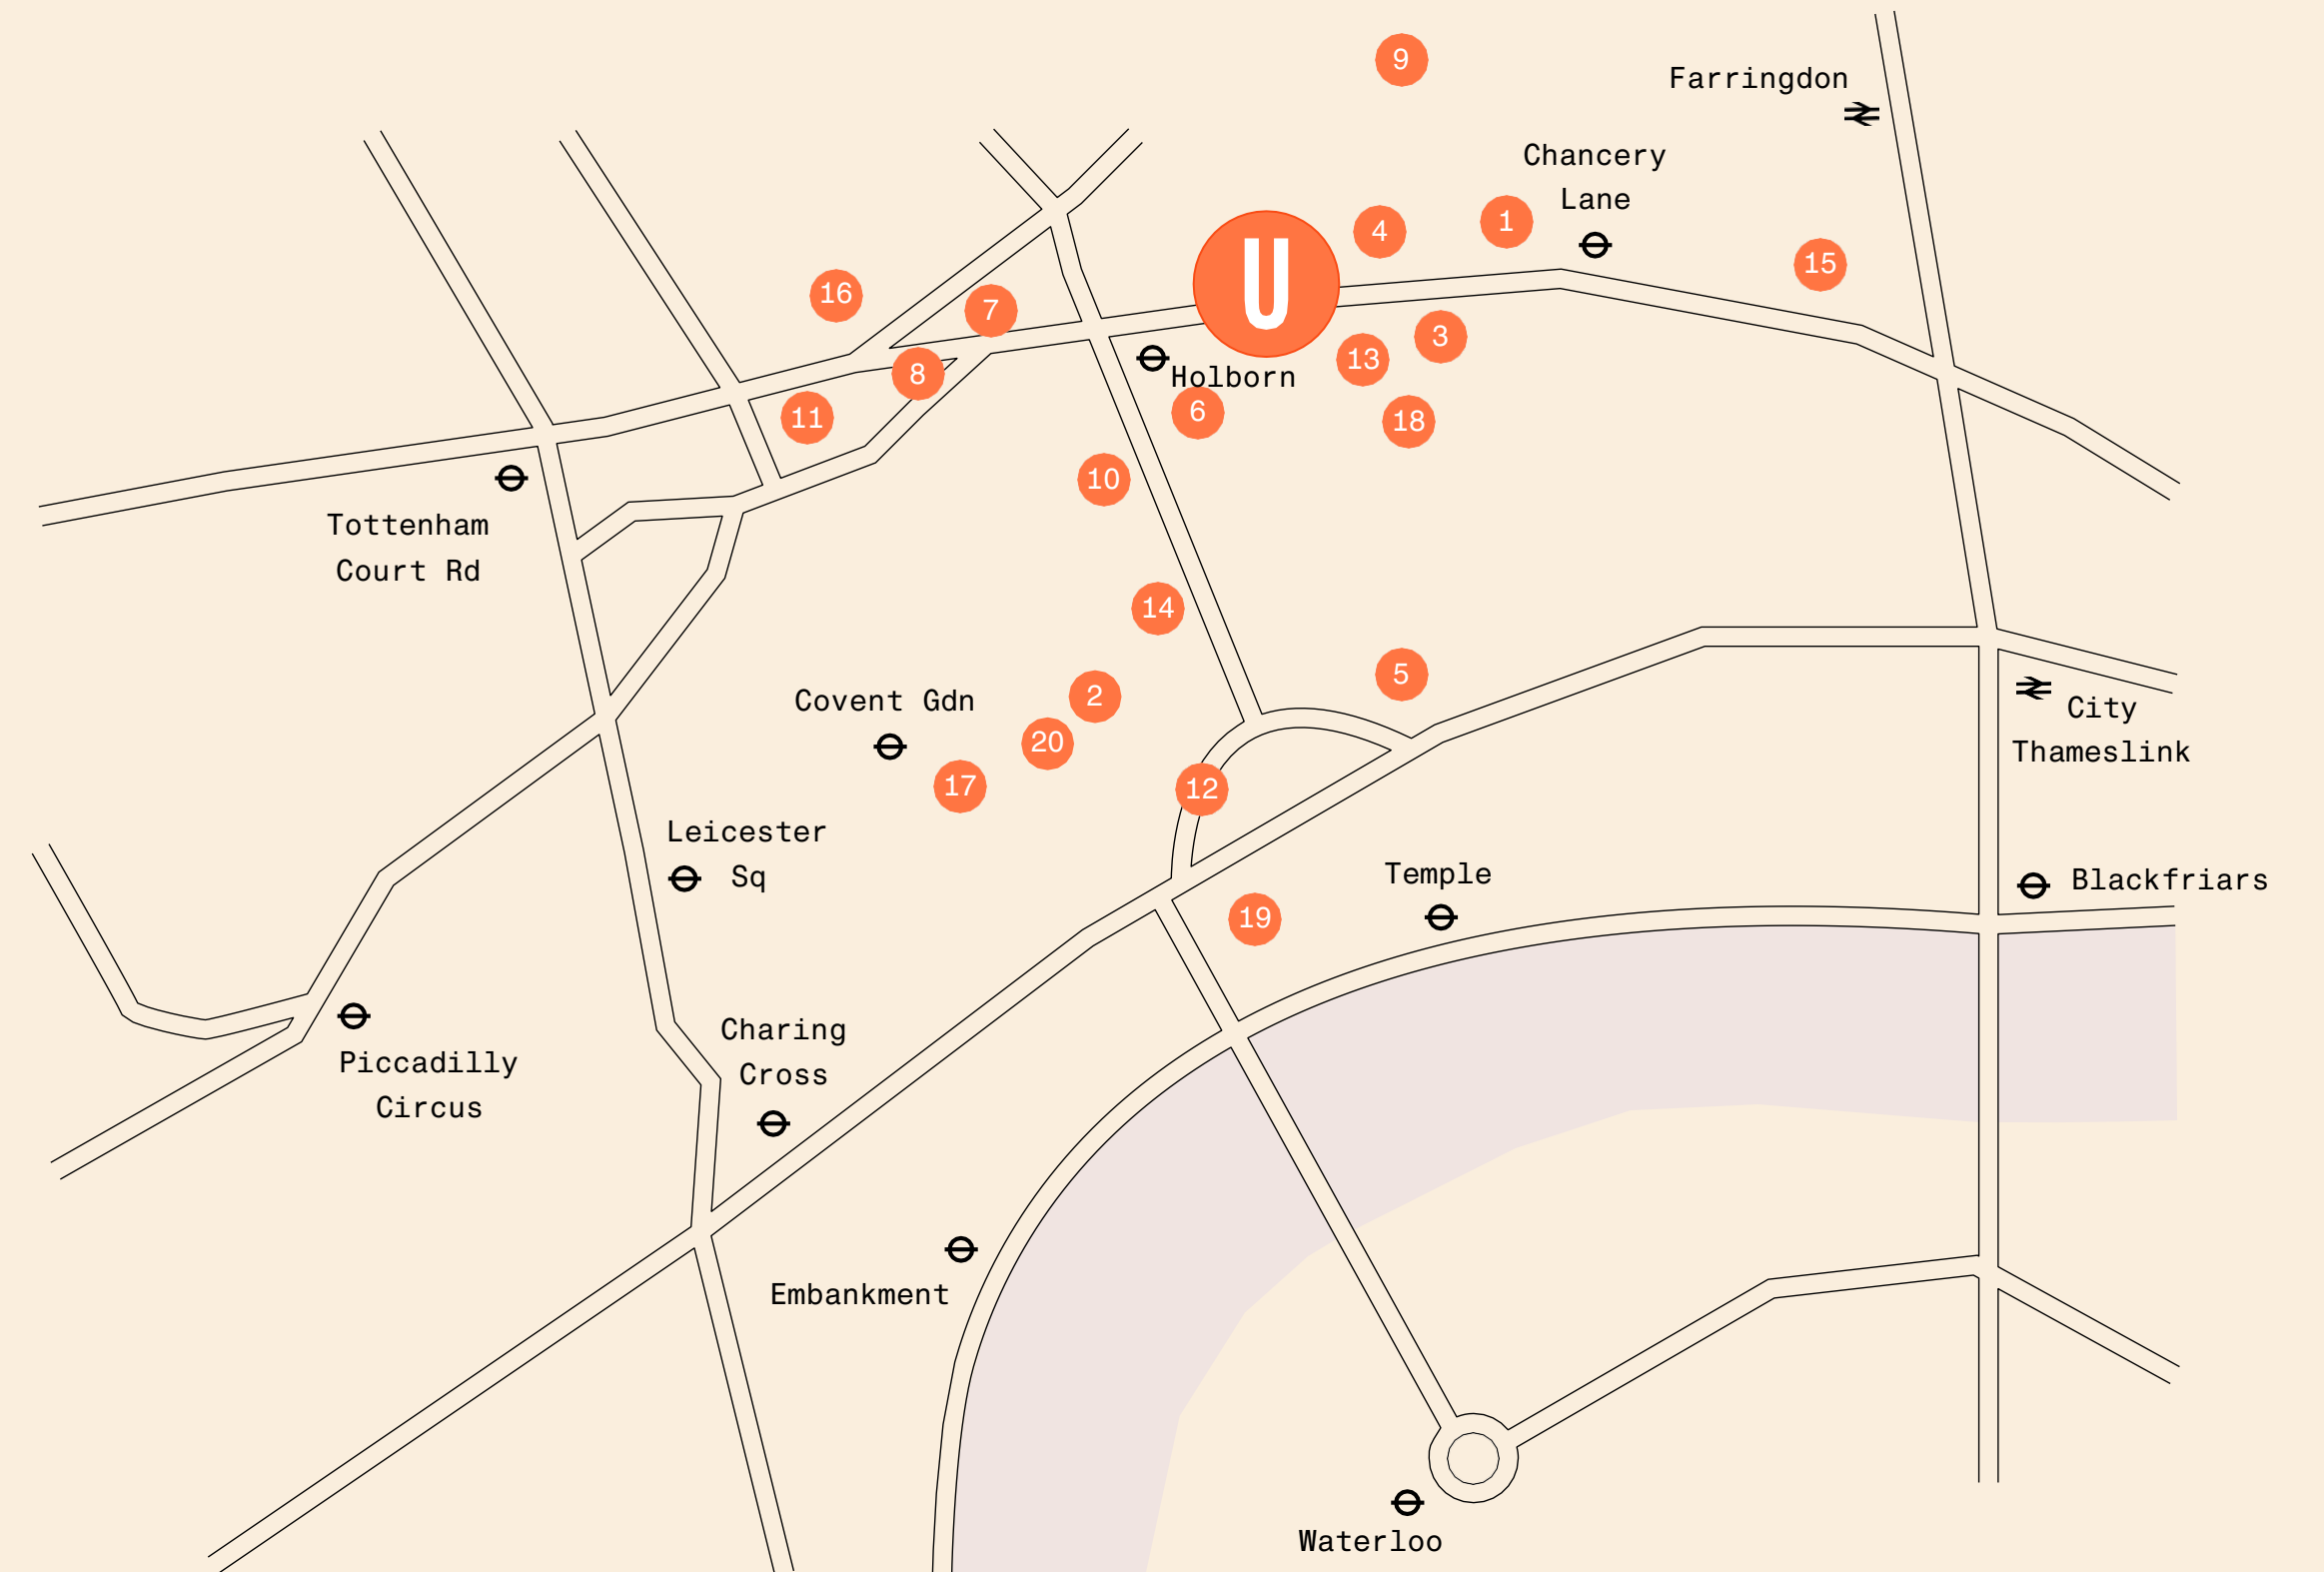 9
Farringdon
Chancery
Lane
4
1
15
U
16
7
3
13
Holborn
8
6
11
18
10
Tottenham
Court Rd
14
5
2
Covent Gdn
City
Thameslink
20
17
12
Leicester
Sq
Temple
Blackfriars
19
Charing
Cross
Piccadilly
Circus
Embankment
Waterloo